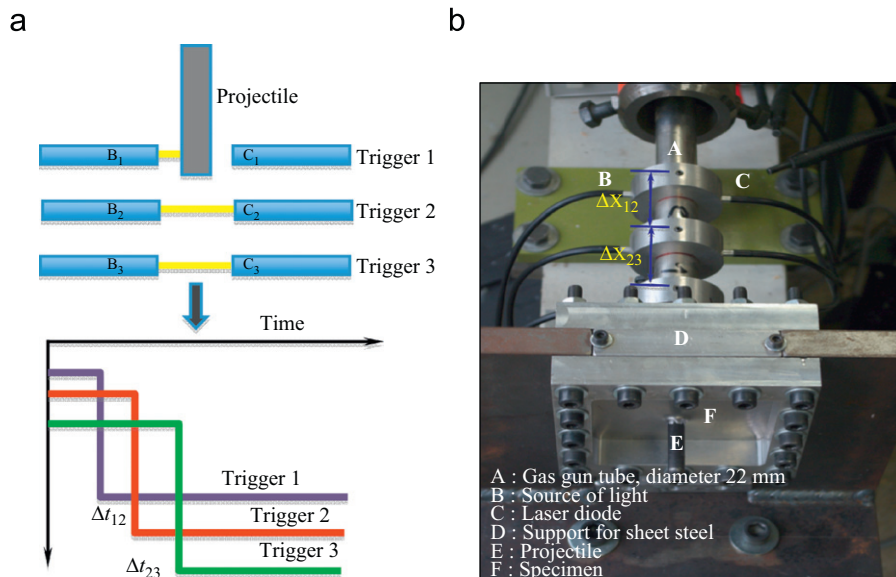 a
Projectile
B₁
C₁
Trigger 1
B₂
C₂
Trigger 2
B₃
C₃
Trigger 3
Time
Trigger 1
Δt₁₂
Trigger 2
Trigger 3
Δt₂₃
b
A
B
C
ΔX₁₂
ΔX₂₃
D
F
E
A : Gas gun tube, diameter 22 mm
B : Source of light
C : Laser diode
D : Support for sheet steel
E : Projectile
F : Specimen